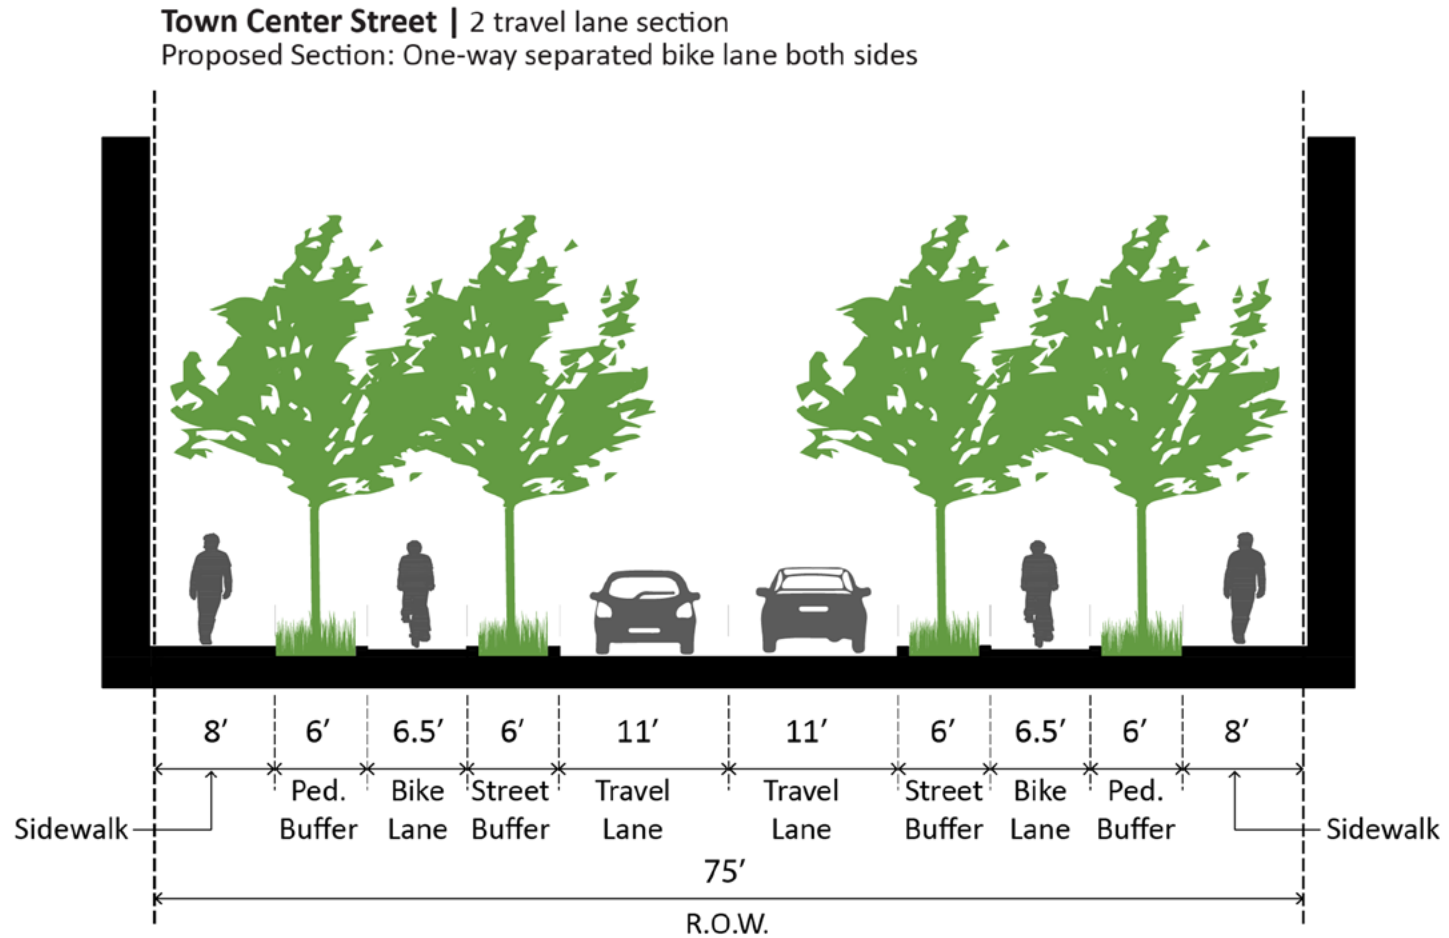 Town Center Street | 2 travel lane section
Proposed Section: One-way separated bike lane both sides
8′ 6′ 6.5′ 6′ 11′ 11′ 6′ 6.5′ 6′ 8′
Ped. Bike Street Travel Travel Street Bike Ped.
Sidewalk Buffer Lane Buffer Lane Lane Buffer Lane Buffer Sidewalk
75′
R.O.W.